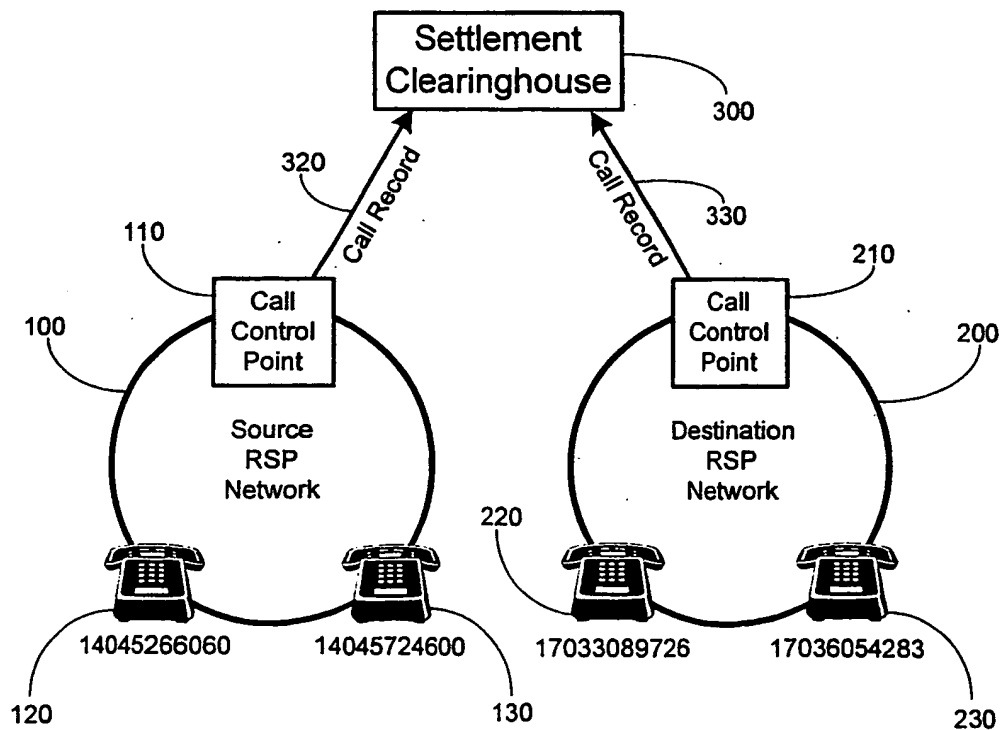 Settlement
Clearinghouse
300
320
Call Record
Call Record
330
110
210
Call
Control
Point
Call
Control
Point
100
200
Source
RSP
Network
Destination
RSP
Network
220
14045266060
14045724600
17033089726
17036054283
120
130
230